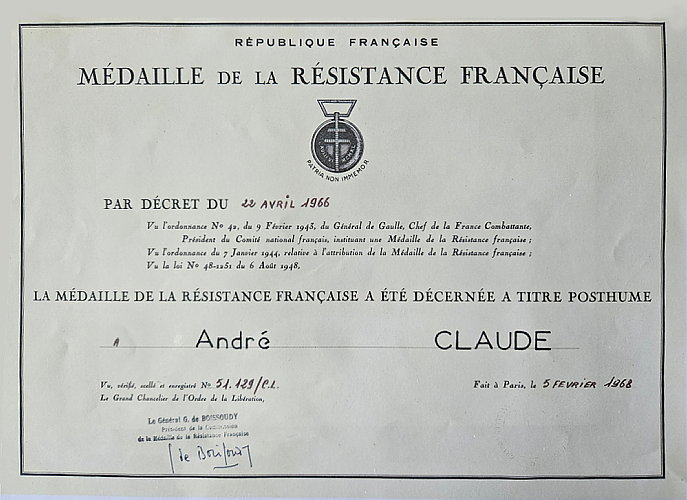 RÉPUBLIQUE FRANÇAISE
MÉDAILLE DE LA RÉSISTANCE FRANÇAISE
PATRIA NON IMMEMOR
PAR DÉCRET DU 22 AVRIL 1966
Vu l'ordonnance No 42, du 9 Février 1943, du Général de Gaulle, Chef de la France Combattante,
Président du Comité national français, instituant une Médaille de la Résistance française ;
Vu l'ordonnance du 7 Janvier 1944, relative à l'attribution de la Médaille de la Résistance française ;
Vu la loi No 48-1251 du 6 Août 1948,
LA MÉDAILLE DE LA RÉSISTANCE FRANÇAISE A ÉTÉ DÉCERNÉE A TITRE POSTHUME
A André CLAUDE
Vu, vérifié, scellé et enregistré No 51.129/C.L. Fait à Paris, le 5 FEVRIER 1968
Le Grand Chancelier de l'Ordre de la Libération,
Le Général G. de BOISSOUDY
Président de la Commission
de la Médaille de la Résistance Française
de Boissoudy